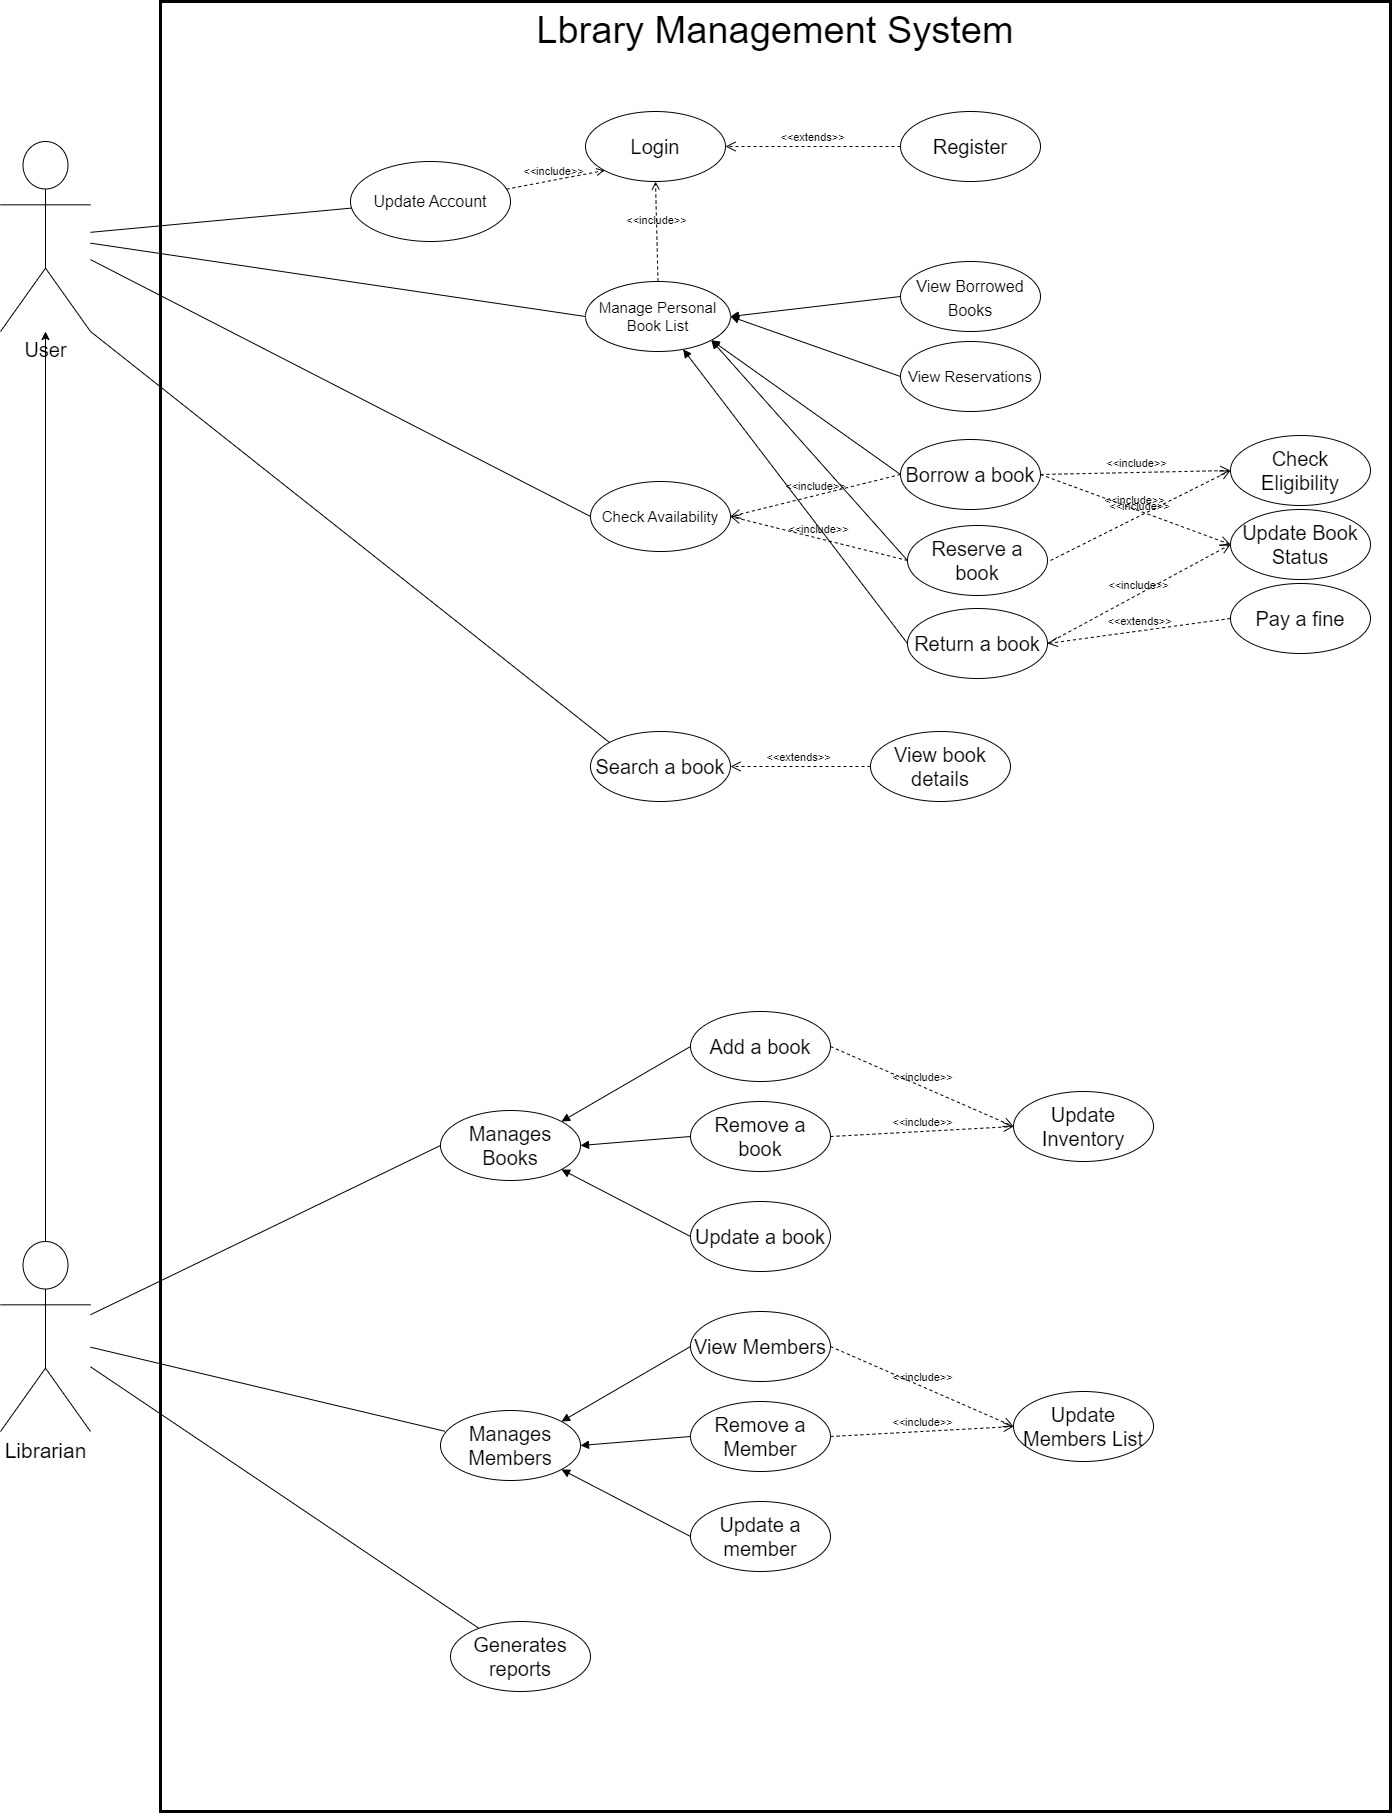 Lbrary Management System
Login
<<extends>>
Register
Update Account
<<include>>
<<include>>
User
Manage Personal
Book List
View Borrowed
Books
View Reservations
Borrow a book
<<include>>
Check
Eligibility
<<include>>
<<include>>
<<include>>
Check Availability
<<include>>
Reserve a
book
Update Book
Status
<<include>>
Return a book
<<extends>>
Pay a fine
Search a book
<<extends>>
View book
details
Add a book
<<include>>
Manages
Books
Remove a
book
<<include>>
Update
Inventory
Update a book
Librarian
View Members
<<include>>
Manages
Members
Remove a
Member
<<include>>
Update
Members List
Update a
member
Generates
reports